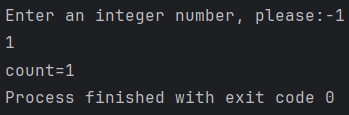 Enter an integer number, please:-1
1
count=1
Process finished with exit code 0